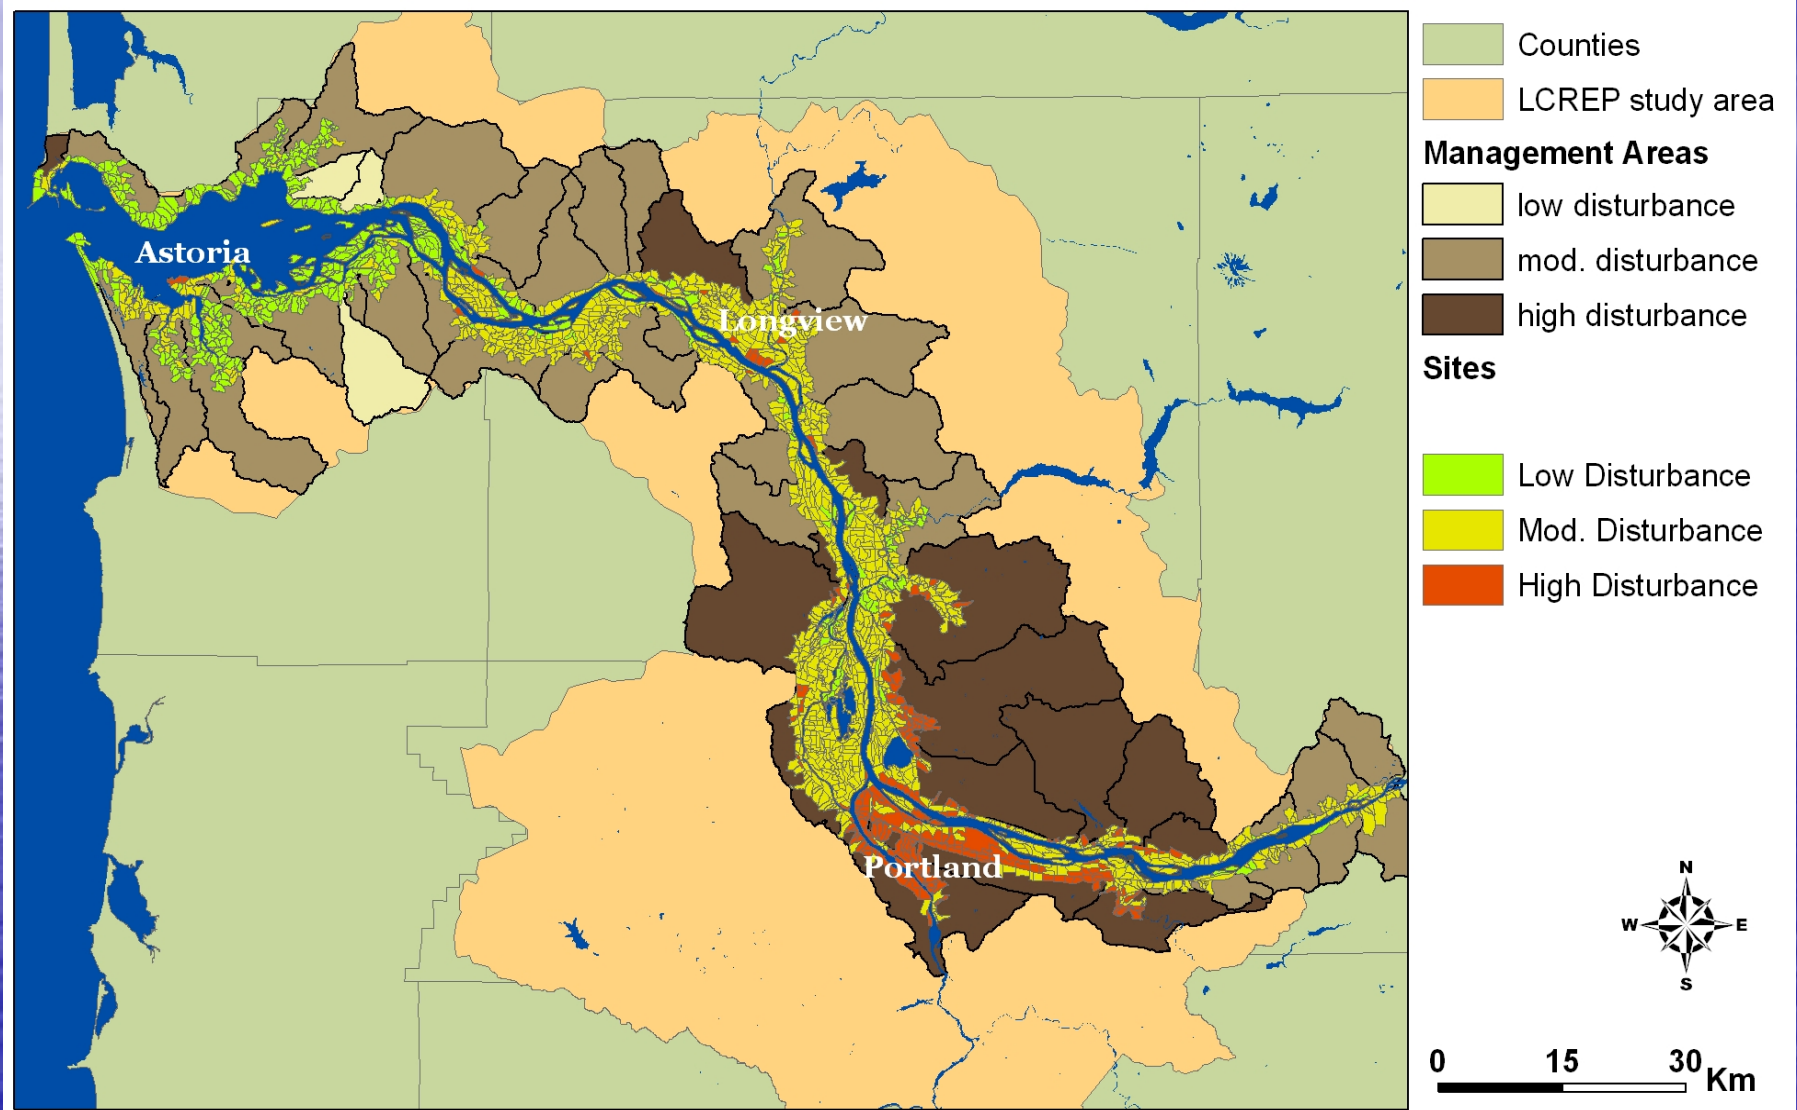 Astoria
Longview
Portland
Counties
LCREP study area
Management Areas
low disturbance
mod. disturbance
high disturbance
Sites
Low Disturbance
Mod. Disturbance
High Disturbance
N
W E
S
0 15 30 Km